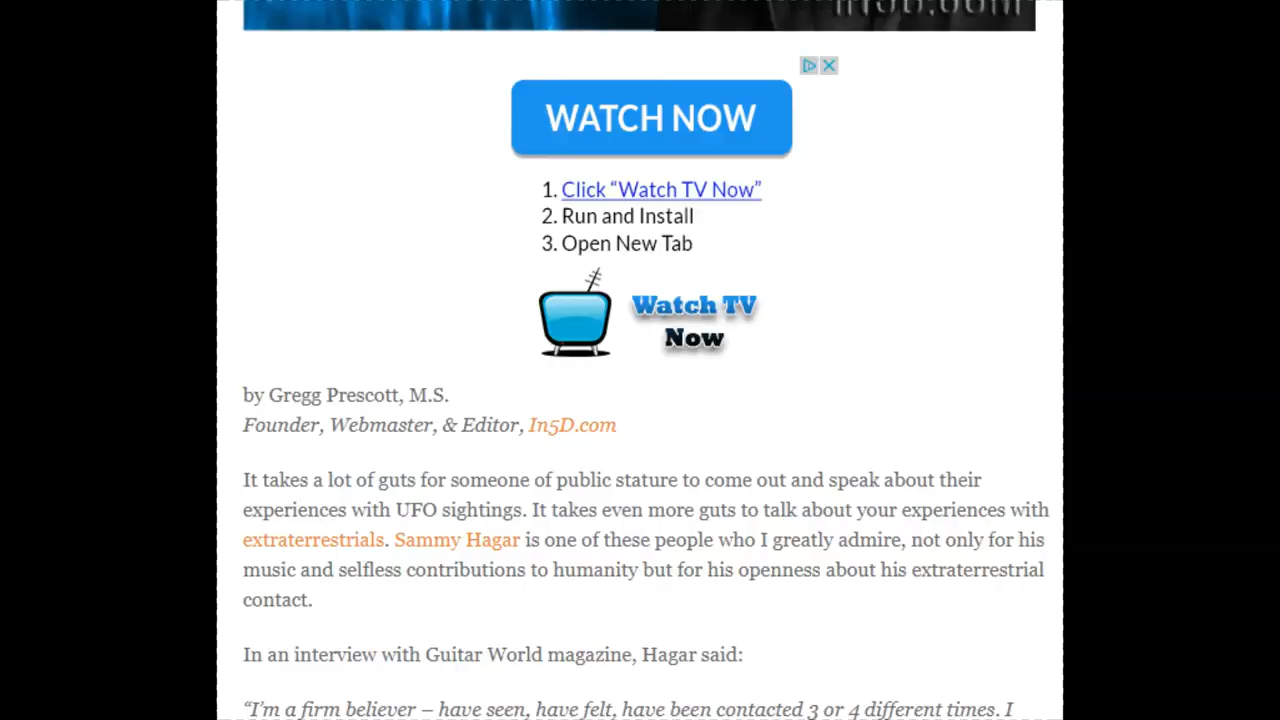 In5D.com
WATCH NOW
1. Click “Watch TV Now”
2. Run and Install
3. Open New Tab
Watch TV
Now
by Gregg Prescott, M.S.
Founder, Webmaster, & Editor, In5D.com
It takes a lot of guts for someone of public stature to come out and speak about their
experiences with UFO sightings. It takes even more guts to talk about your experiences with
extraterrestrials. Sammy Hagar is one of these people who I greatly admire, not only for his
music and selfless contributions to humanity but for his openness about his extraterrestrial
contact.
In an interview with Guitar World magazine, Hagar said:
“I’m a firm believer – have seen, have felt, have been contacted 3 or 4 different times. I